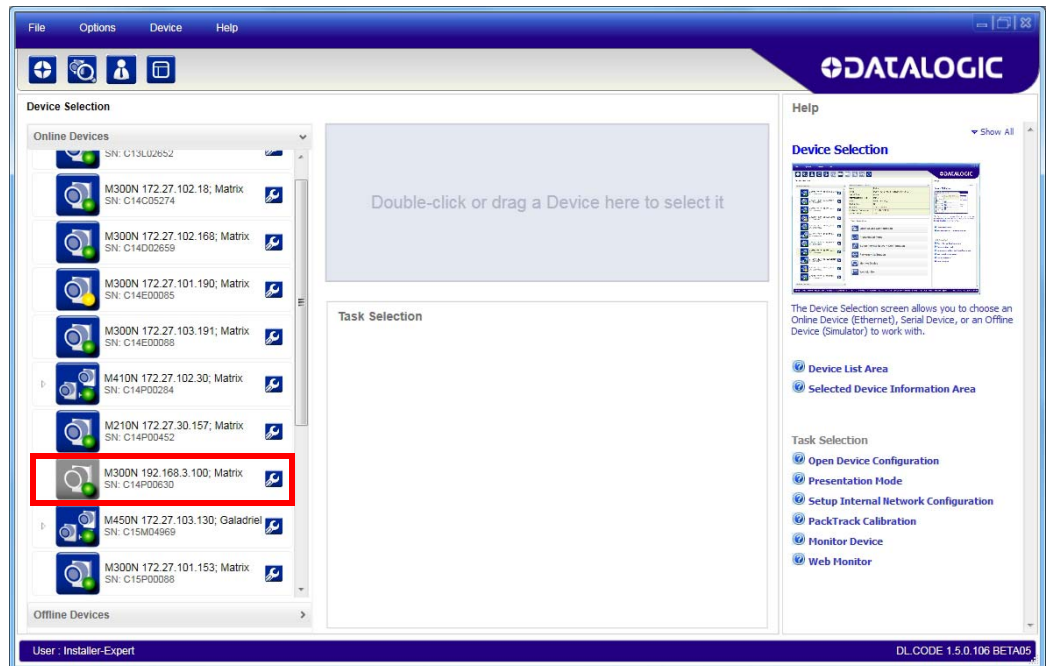 File Options Device Help
DATALOGIC
Device Selection
Online Devices
SN: C13L02652
M300N 172.27.102.18; Matrix
SN: C14C05274
M300N 172.27.102.168; Matrix
SN: C14D02659
M300N 172.27.101.190; Matrix
SN: C14E00085
M300N 172.27.103.191; Matrix
SN: C14E00088
M410N 172.27.102.30; Matrix
SN: C14P00284
M210N 172.27.30.157; Matrix
SN: C14P00452
M300N 192.168.3.100; Matrix
SN: C14P00630
M450N 172.27.103.130; Galadriel
SN: C15M04969
M300N 172.27.101.153; Matrix
SN: C15P00088
Offline Devices
Double-click or drag a Device here to select it
Task Selection
Help
Show All
Device Selection
The Device Selection screen allows you to choose an
Online Device (Ethernet), Serial Device, or an Offline
Device (Simulator) to work with.
Device List Area
Selected Device Information Area
Task Selection
Open Device Configuration
Presentation Mode
Setup Internal Network Configuration
PackTrack Calibration
Monitor Device
Web Monitor
User : Installer-Expert
DL.CODE 1.5.0.106 BETA05